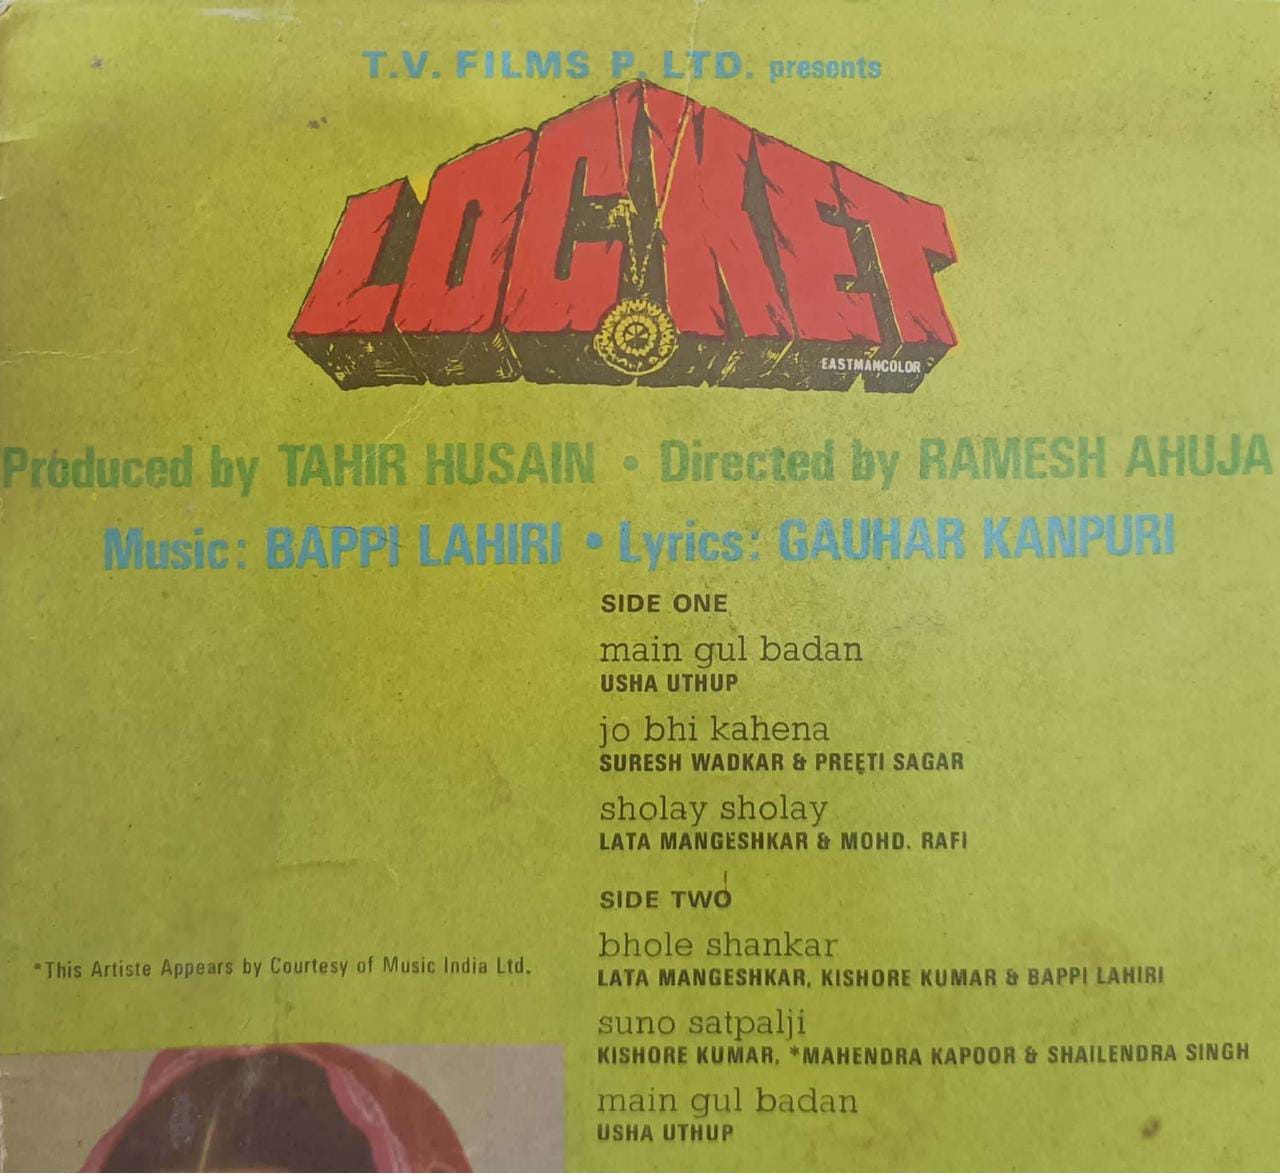 T.V. FILMS P. LTD. presents
LOCKET
EASTMANCOLOR
Produced by TAHIR HUSAIN • Directed by RAMESH AHUJA
Music: BAPPI LAHIRI • Lyrics: GAUHAR KANPURI
SIDE ONE
main gul badan
USHA UTHUP
jo bhi kahena
SURESH WADKAR & PREETI SAGAR
sholay sholay
LATA MANGESHKAR & MOHD. RAFI
SIDE TWO
bhole shankar
LATA MANGESHKAR, KISHORE KUMAR & BAPPI LAHIRI
suno satpalji
KISHORE KUMAR, *MAHENDRA KAPOOR & SHAILENDRA SINGH
main gul badan
USHA UTHUP
*This Artiste Appears by Courtesy of Music India Ltd.